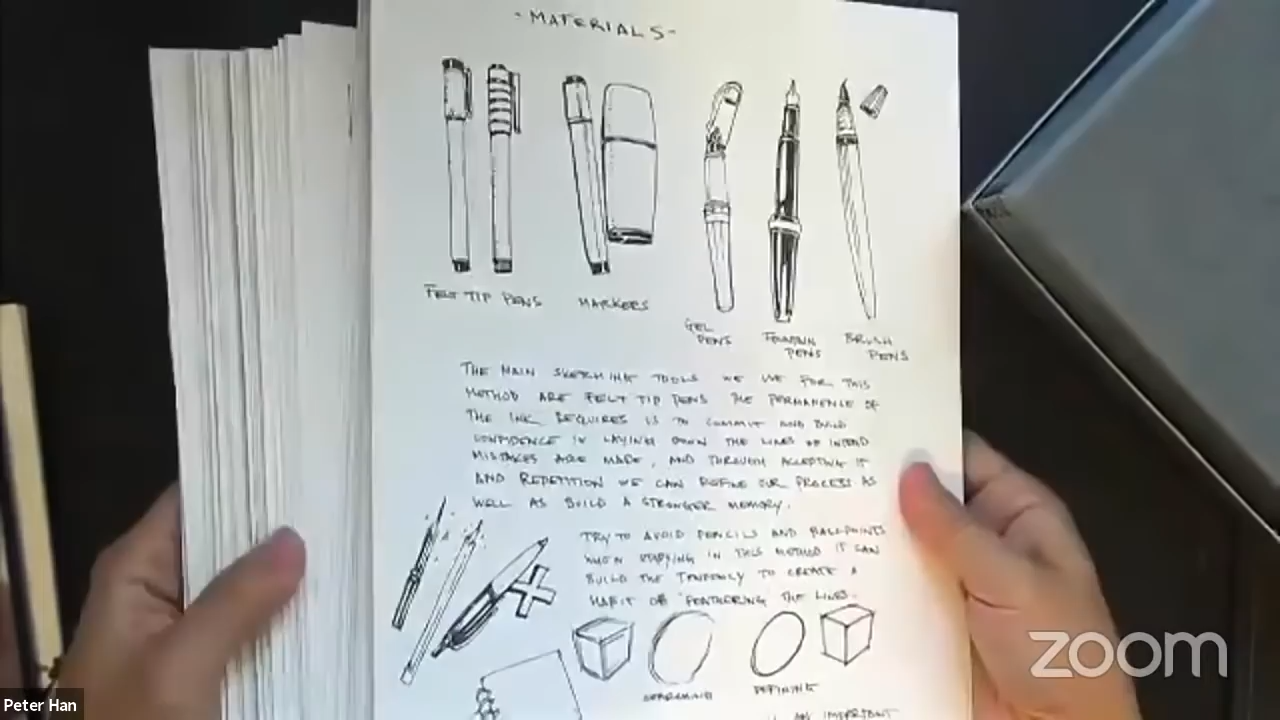 - MATERIALS -
FELT TIP PENS
MARKERS
GEL PENS
FOUNTAIN PENS
BRUSH PENS
THE MAIN SKETCHING TOOLS WE USE FOR THIS
METHOD ARE FELT TIP PENS THE PERMANENCE OF
THE INK REQUIRES US TO COMMIT AND BUILD
CONFIDENCE IN LAYING DOWN THE LINES OF INTEND
MISTAKES ARE MADE, AND THROUGH ACCEPTING IT
AND REPETITION WE CAN REFINE OUR PROCESS AS
WELL AS BUILD A STRONGER MEMORY.
TRY TO AVOID PENCILS AND BALLPOINTS
WHEN STUDYING IN THIS METHOD IT CAN
BUILD THE TENDENCY TO CREATE A
HABIT OF "FEATHERING" THE LINES.
SEARCHING
DEFINING
AN IMPORTANT
Peter Han
zoom